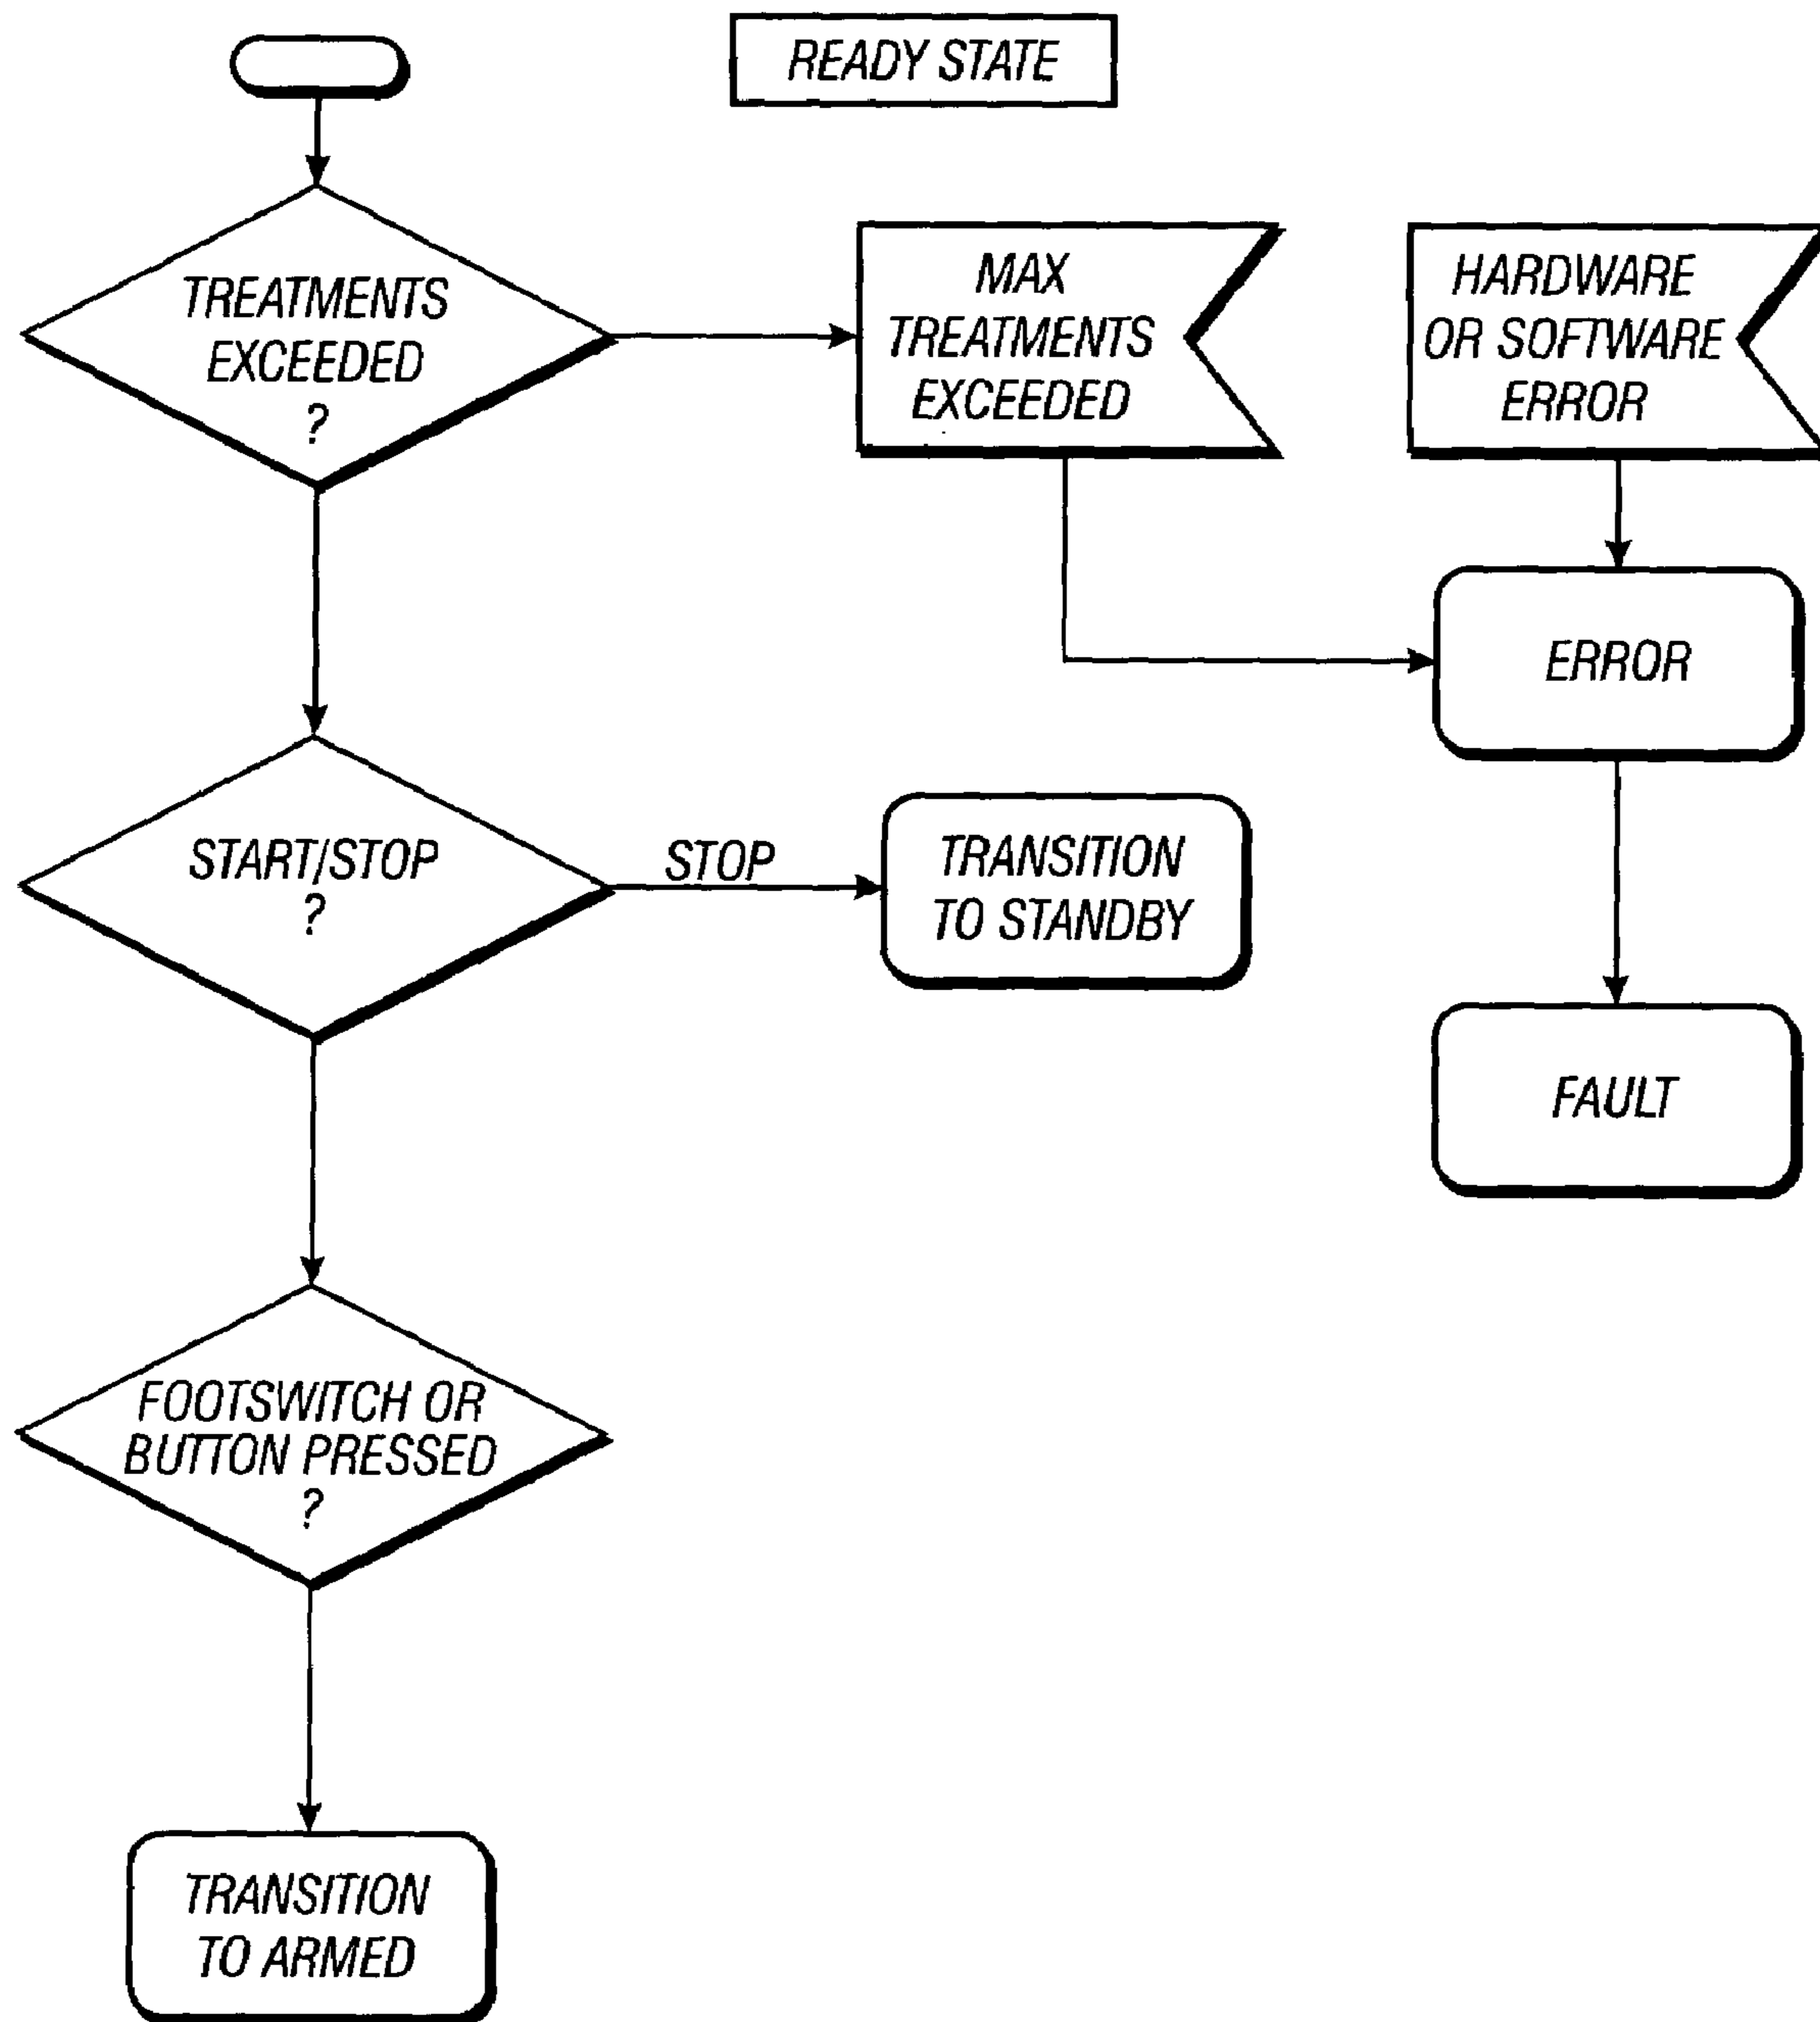 READY STATE
TREATMENTS
EXCEEDED
?
MAX
TREATMENTS
EXCEEDED
HARDWARE
OR SOFTWARE
ERROR
ERROR
START/STOP
?
STOP
TRANSITION
TO STANDBY
FAULT
FOOTSWITCH OR
BUTTON PRESSED
?
TRANSITION
TO ARMED